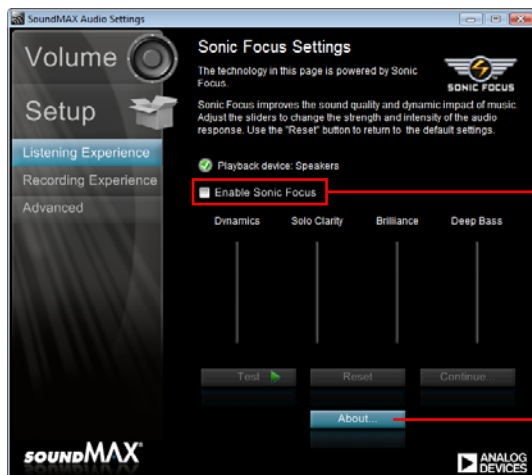 SoundMAX Audio Settings
Volume
Setup
Listening Experience
Recording Experience
Advanced
Sonic Focus Settings
The technology in this page is powered by Sonic
Focus.
SONIC FOCUS
Sonic Focus improves the sound quality and dynamic impact of music.
Adjust the sliders to change the strength and intensity of the audio
response. Use the "Reset" button to return to the default settings.
Playback device: Speakers
Enable Sonic Focus
Dynamics Solo Clarity Brilliance Deep Bass
Test Reset Continue...
About...
SOUNDMAX
ANALOG
DEVICES